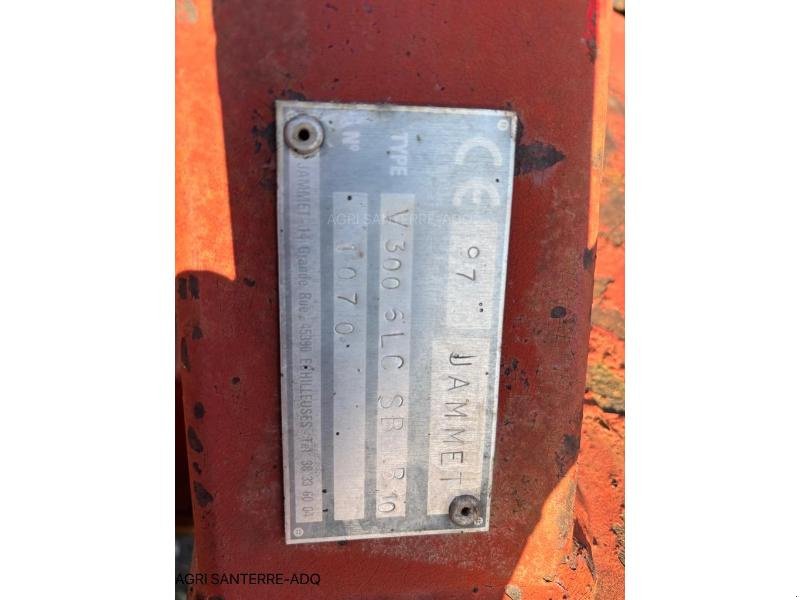 CE 97 JAMMET
TYPE V 300 5LC SB B10
N° 1070
JAMMET - 14 Grande Rue, 45390 ECHILLEUSES - Tél. 38 33 60 04
AGRI SANTERRE-ADQ
AGRI SANTERRE-ADQ